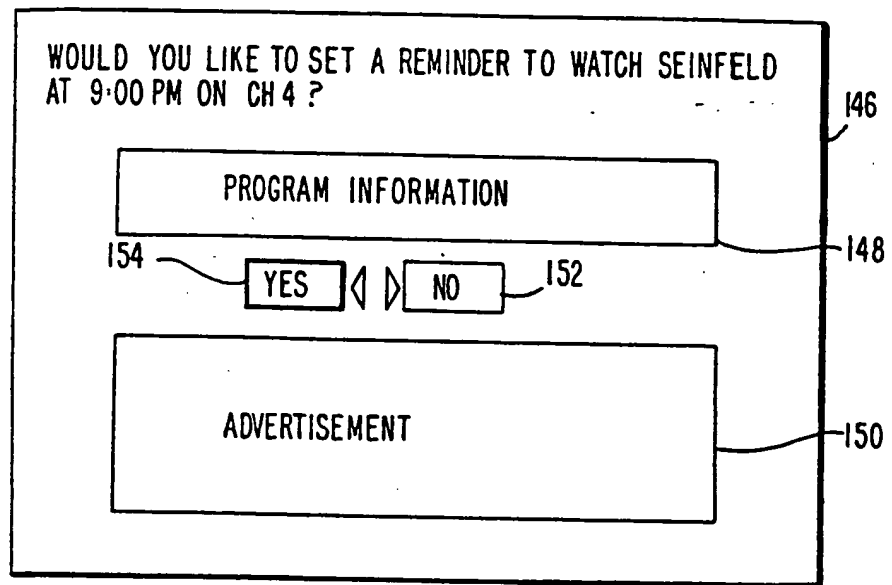 WOULD YOU LIKE TO SET A REMINDER TO WATCH SEINFELD
AT 9:00 PM ON CH 4 ?
146
PROGRAM INFORMATION
148
154
YES
NO
152
ADVERTISEMENT
150